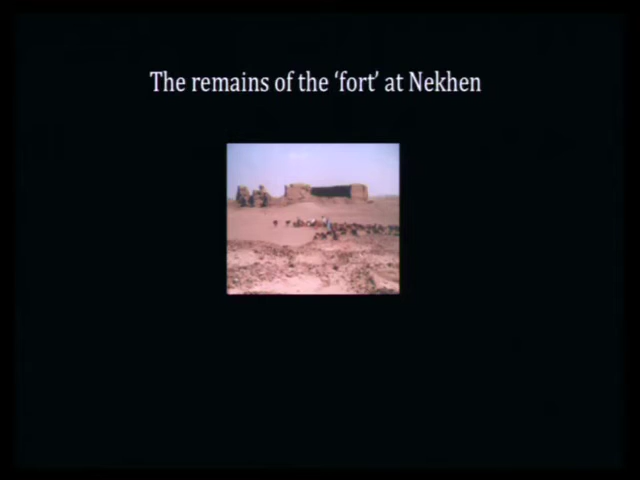 The remains of the ‘fort’ at Nekhen